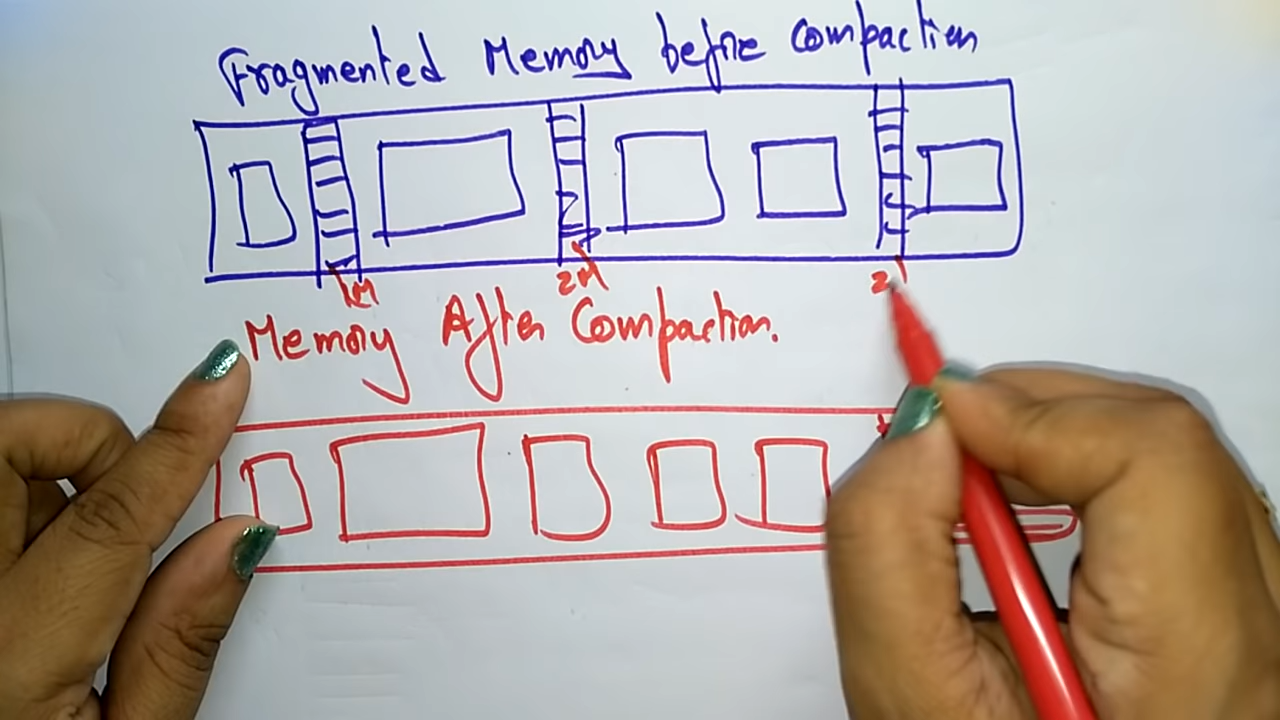 Fragmented Memory before Compaction
1M 2M 2
Memory After Compaction.